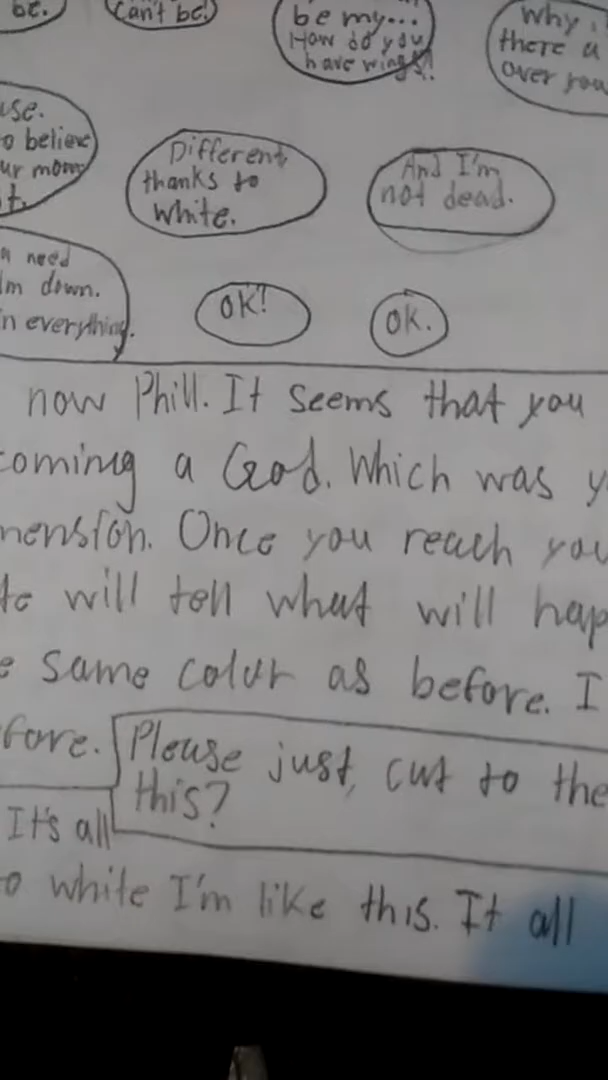 be.
Can't be!
be my...
How do you
have wings?!
Why
there a
over you
use.
o believe
ur mom
t.
Different,
thanks to
white.
And I'm
not dead.
need
lm down.
n everything.
OK!
OK.
now Phill. It seems that you
coming a God. Which was y
mension. Once you reach you
te will tell what will hap
e same color as before. I
fore.
Please just, cut to the
this?
It's all
o white I'm like this. It all